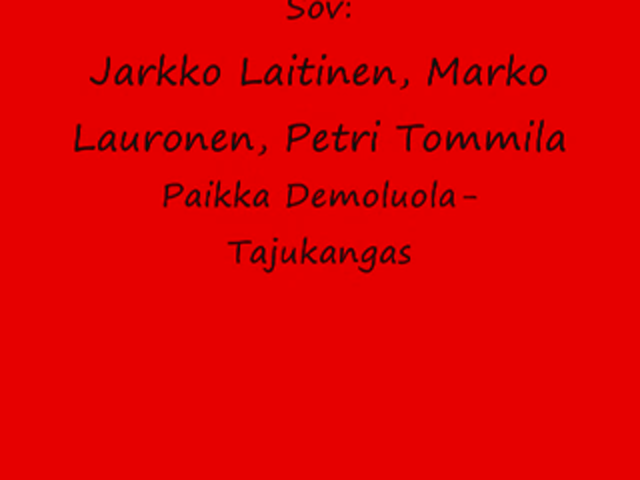 Sov:
Jarkko Laitinen, Marko
Lauronen, Petri Tommila
Paikka Demoluola-
Tajukangas